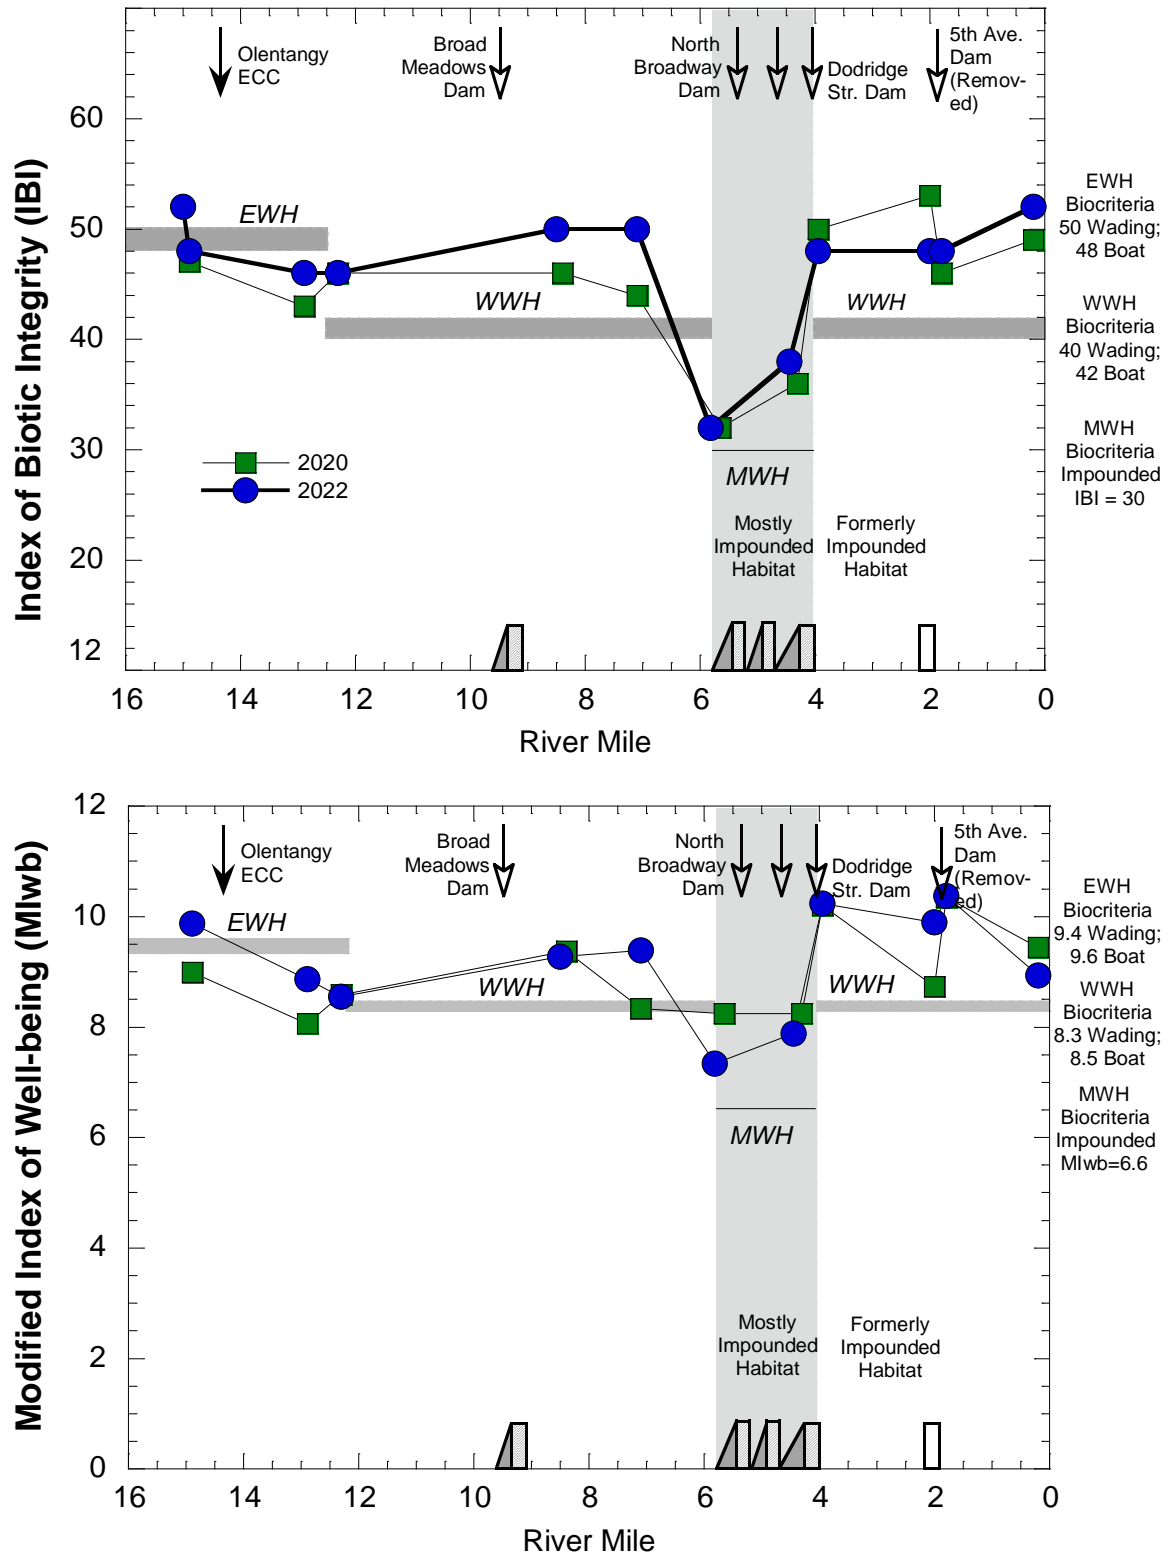 Index of Biotic Integrity (IBI)
60
50
40
30
20
12
Olentangy
ECC
Broad
Meadows
Dam
North
Broadway
Dam
Dodridge
Str. Dam
5th Ave.
Dam
(Remov-
ed)
EWH
WWH
WWH
MWH
2020
2022
Mostly
Impounded
Habitat
Formerly
Impounded
Habitat
EWH
Biocriteria
50 Wading;
48 Boat
WWH
Biocriteria
40 Wading;
42 Boat
MWH
Biocriteria
Impounded
IBI = 30
16 14 12 10 8 6 4 2 0
River Mile
Modified Index of Well-being (MIwb)
12
10
8
6
4
2
0
Olentangy
ECC
Broad
Meadows
Dam
North
Broadway
Dam
Dodridge
Str. Dam
5th Ave.
Dam
(Remov-
ed)
EWH
WWH
WWH
MWH
Mostly
Impounded
Habitat
Formerly
Impounded
Habitat
EWH
Biocriteria
9.4 Wading;
9.6 Boat
WWH
Biocriteria
8.3 Wading;
8.5 Boat
MWH
Biocriteria
Impounded
MIwb=6.6
16 14 12 10 8 6 4 2 0
River Mile